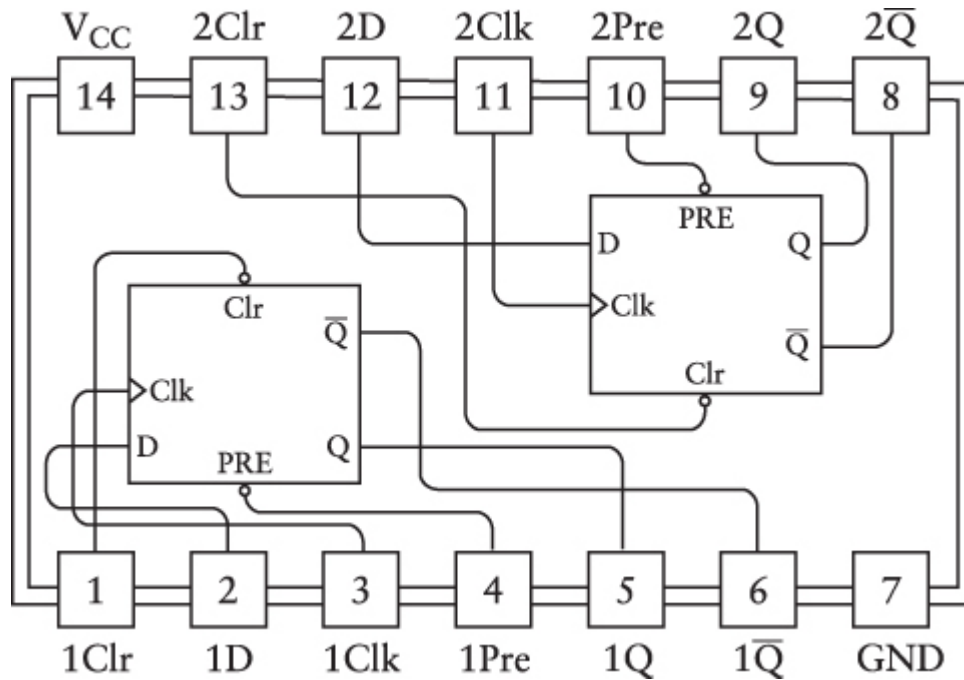 V_CC 2Clr 2D 2Clk 2Pre 2Q 2Q̅
14 13 12 11 10 9 8
PRE
D Q
Clk
Q̅
Clr
Clr
Q̅
Clk
D Q
PRE
1 2 3 4 5 6 7
1Clr 1D 1Clk 1Pre 1Q 1Q̅ GND